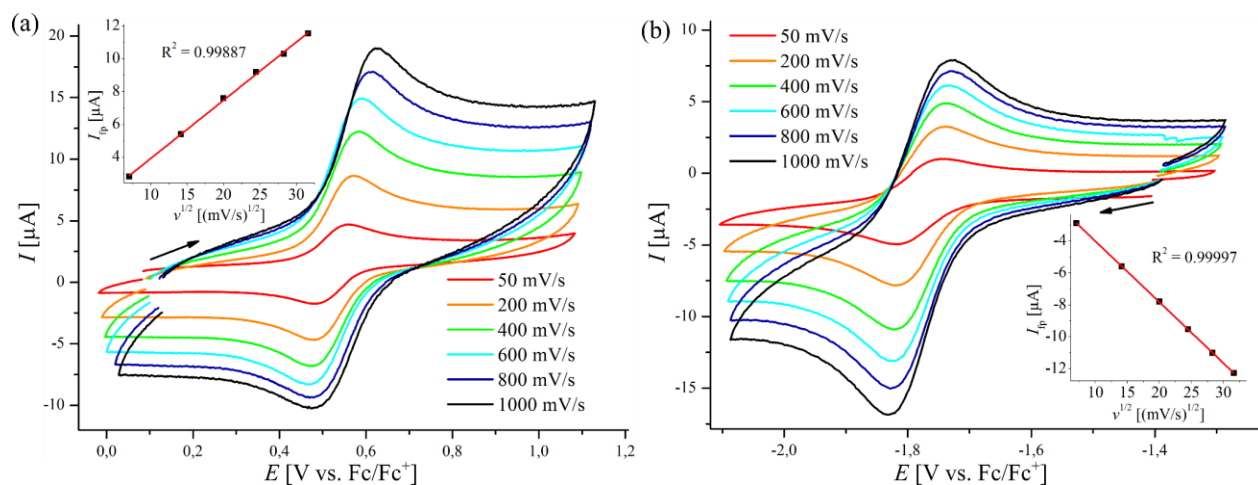 (a)
I [µA]
20
15
10
5
0
-5
-10
0,0
0,2
0,4
0,6
0,8
1,0
1,2
E [V vs. Fc/Fc⁺]
I_fp [µA]
12
10
8
6
4
10
15
20
25
30
v^1/2 [(mV/s)^1/2]
R² = 0.99887
50 mV/s
200 mV/s
400 mV/s
600 mV/s
800 mV/s
1000 mV/s
(b)
I [µA]
10
5
0
-5
-10
-15
-2,0
-1,8
-1,6
-1,4
E [V vs. Fc/Fc⁺]
50 mV/s
200 mV/s
400 mV/s
600 mV/s
800 mV/s
1000 mV/s
I_fp [µA]
-4
-6
-8
-10
-12
10
15
20
25
30
v^1/2 [(mV/s)^1/2]
R² = 0.99997